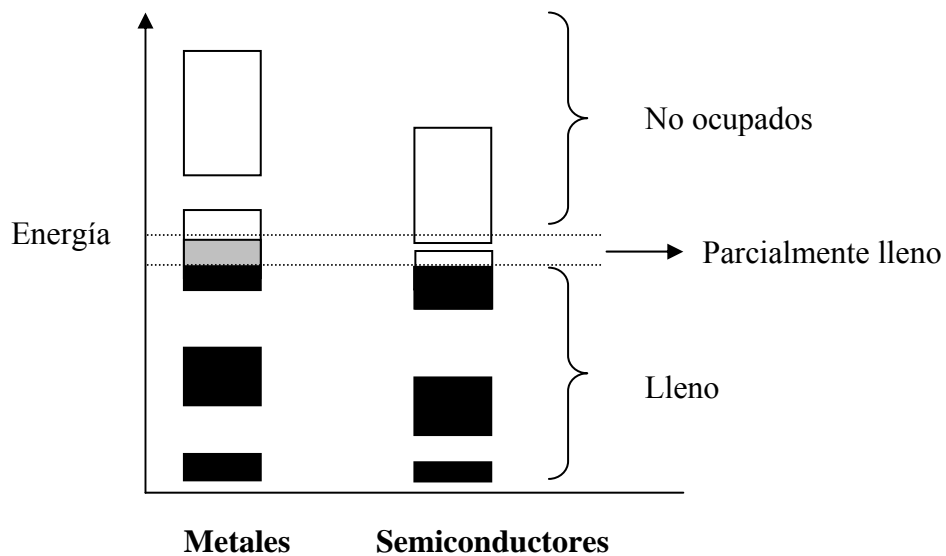 No ocupados
Energía
Parcialmente lleno
Lleno
Metales
Semiconductores